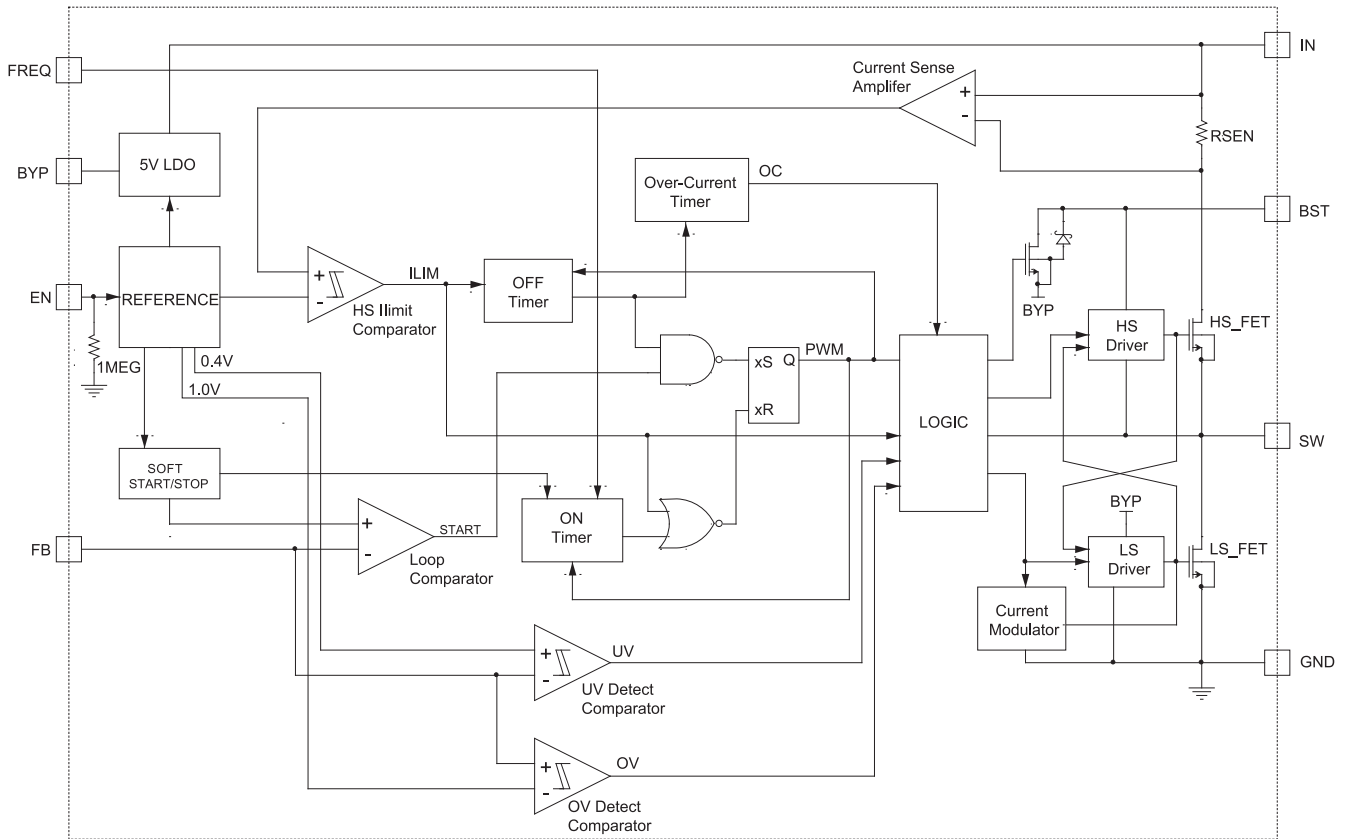 IN
FREQ
Current Sense
Amplifer
+
-
RSEN
5V LDO
BYP
Over-Current
Timer
OC
BST
REFERENCE
EN
+
-
HS Ilimit
Comparator
ILIM
OFF
Timer
BYP
HS
Driver
HS_FET
1MEG
0.4V
1.0V
xS
Q
xR
PWM
LOGIC
SW
SOFT
START/STOP
+
-
START
Loop
Comparator
ON
Timer
BYP
LS
Driver
LS_FET
FB
Current
Modulator
+
-
UV
UV Detect
Comparator
GND
+
-
OV
OV Detect
Comparator